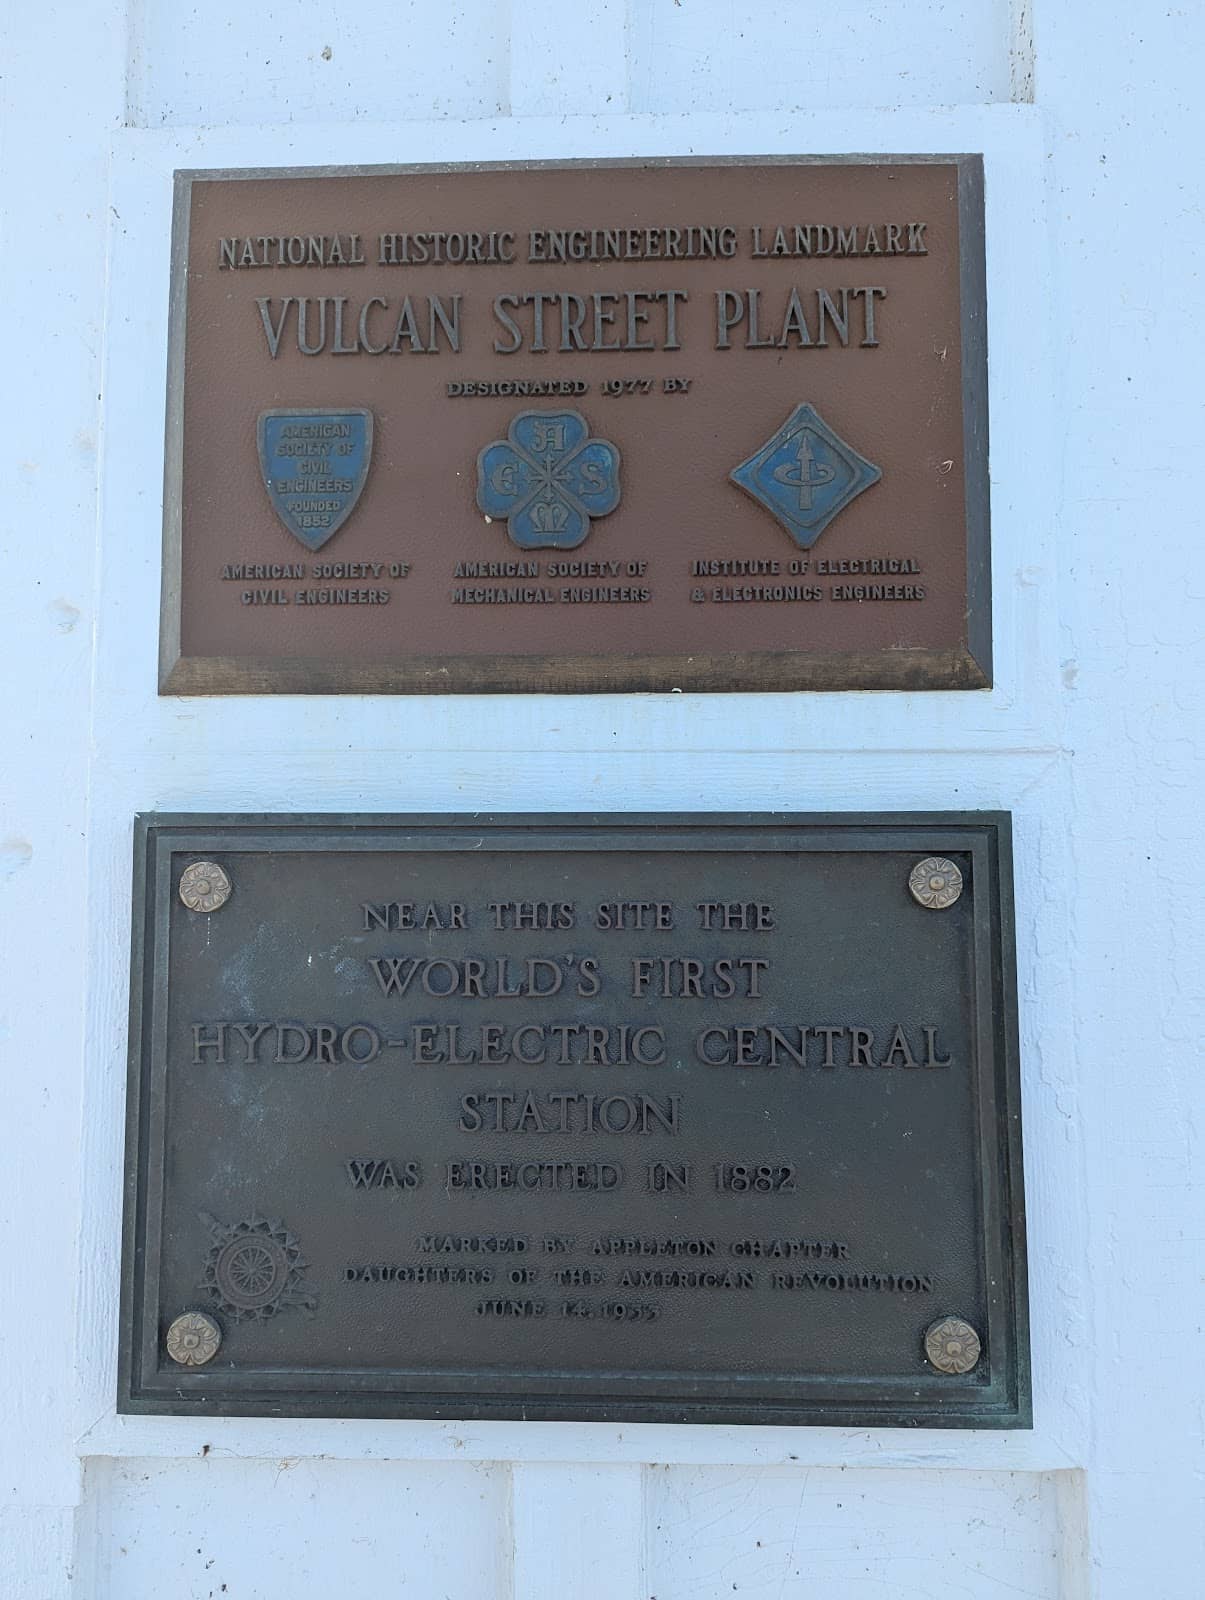 NATIONAL HISTORIC ENGINEERING LANDMARK
VULCAN STREET PLANT
DESIGNATED 1977 BY
AMERICAN
SOCIETY OF
CIVIL
ENGINEERS
FOUNDED
1852
A
E S
M
AMERICAN SOCIETY OF
CIVIL ENGINEERS
AMERICAN SOCIETY OF
MECHANICAL ENGINEERS
INSTITUTE OF ELECTRICAL
& ELECTRONICS ENGINEERS
NEAR THIS SITE THE
WORLD'S FIRST
HYDRO-ELECTRIC CENTRAL
STATION
WAS ERECTED IN 1882
MARKED BY APPLETON CHAPTER
DAUGHTERS OF THE AMERICAN REVOLUTION
JUNE 14,